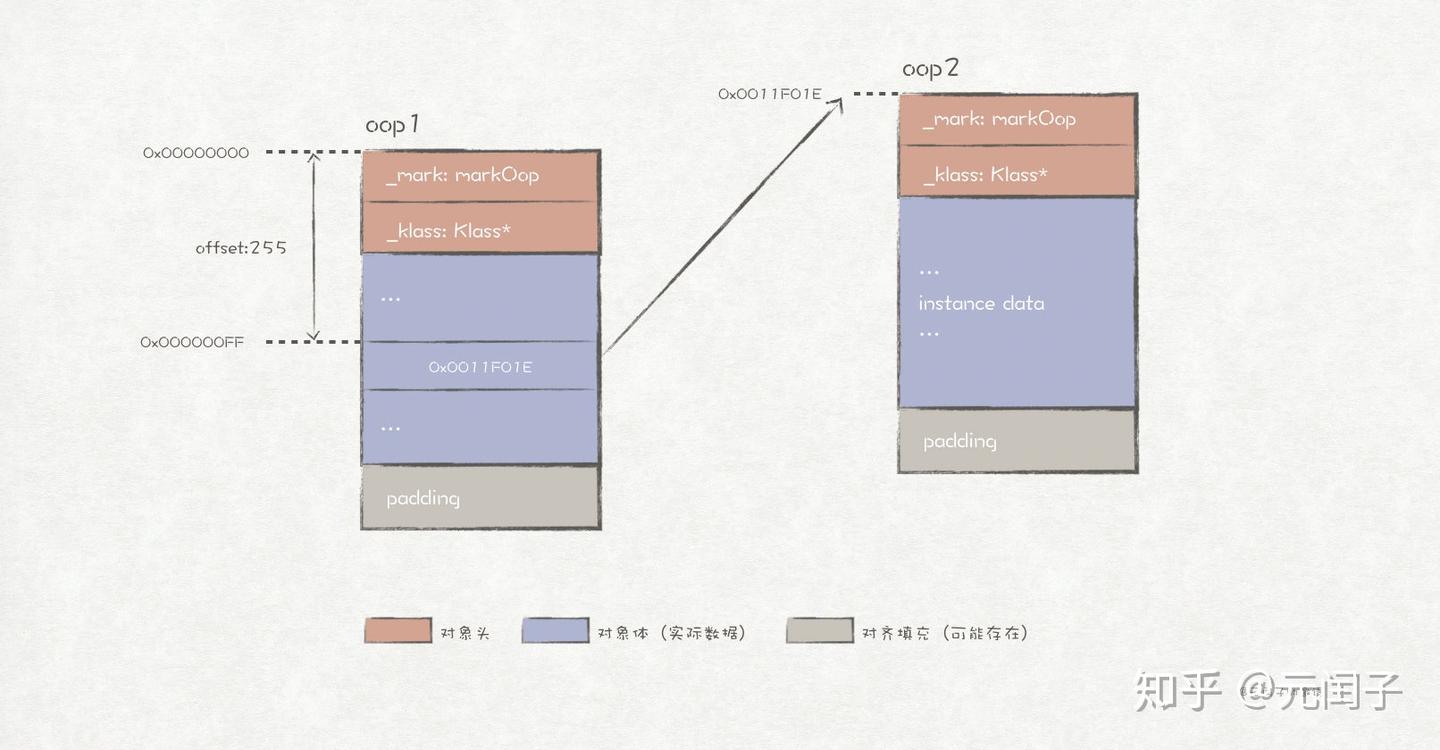 oop2
0x0011F01E
_mark: markOop
oop1
0x00000000
_klass: Klass*
_mark: markOop
_klass: Klass*
offset:255
...
...
instance data
...
0x000000FF
0x0011F01E
...
padding
padding
对象头
对象体（实际数据）
对齐填充（可能存在）
知乎 @元闰子